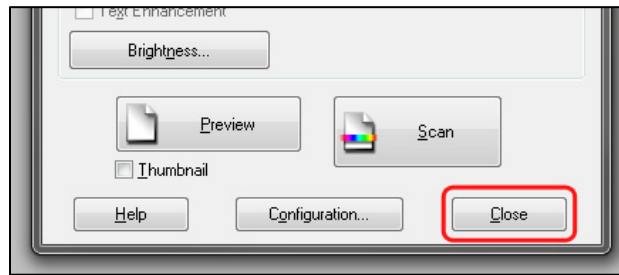 Text Enhancement
Brightness...
Preview
Scan
Thumbnail
Help
Configuration...
Close